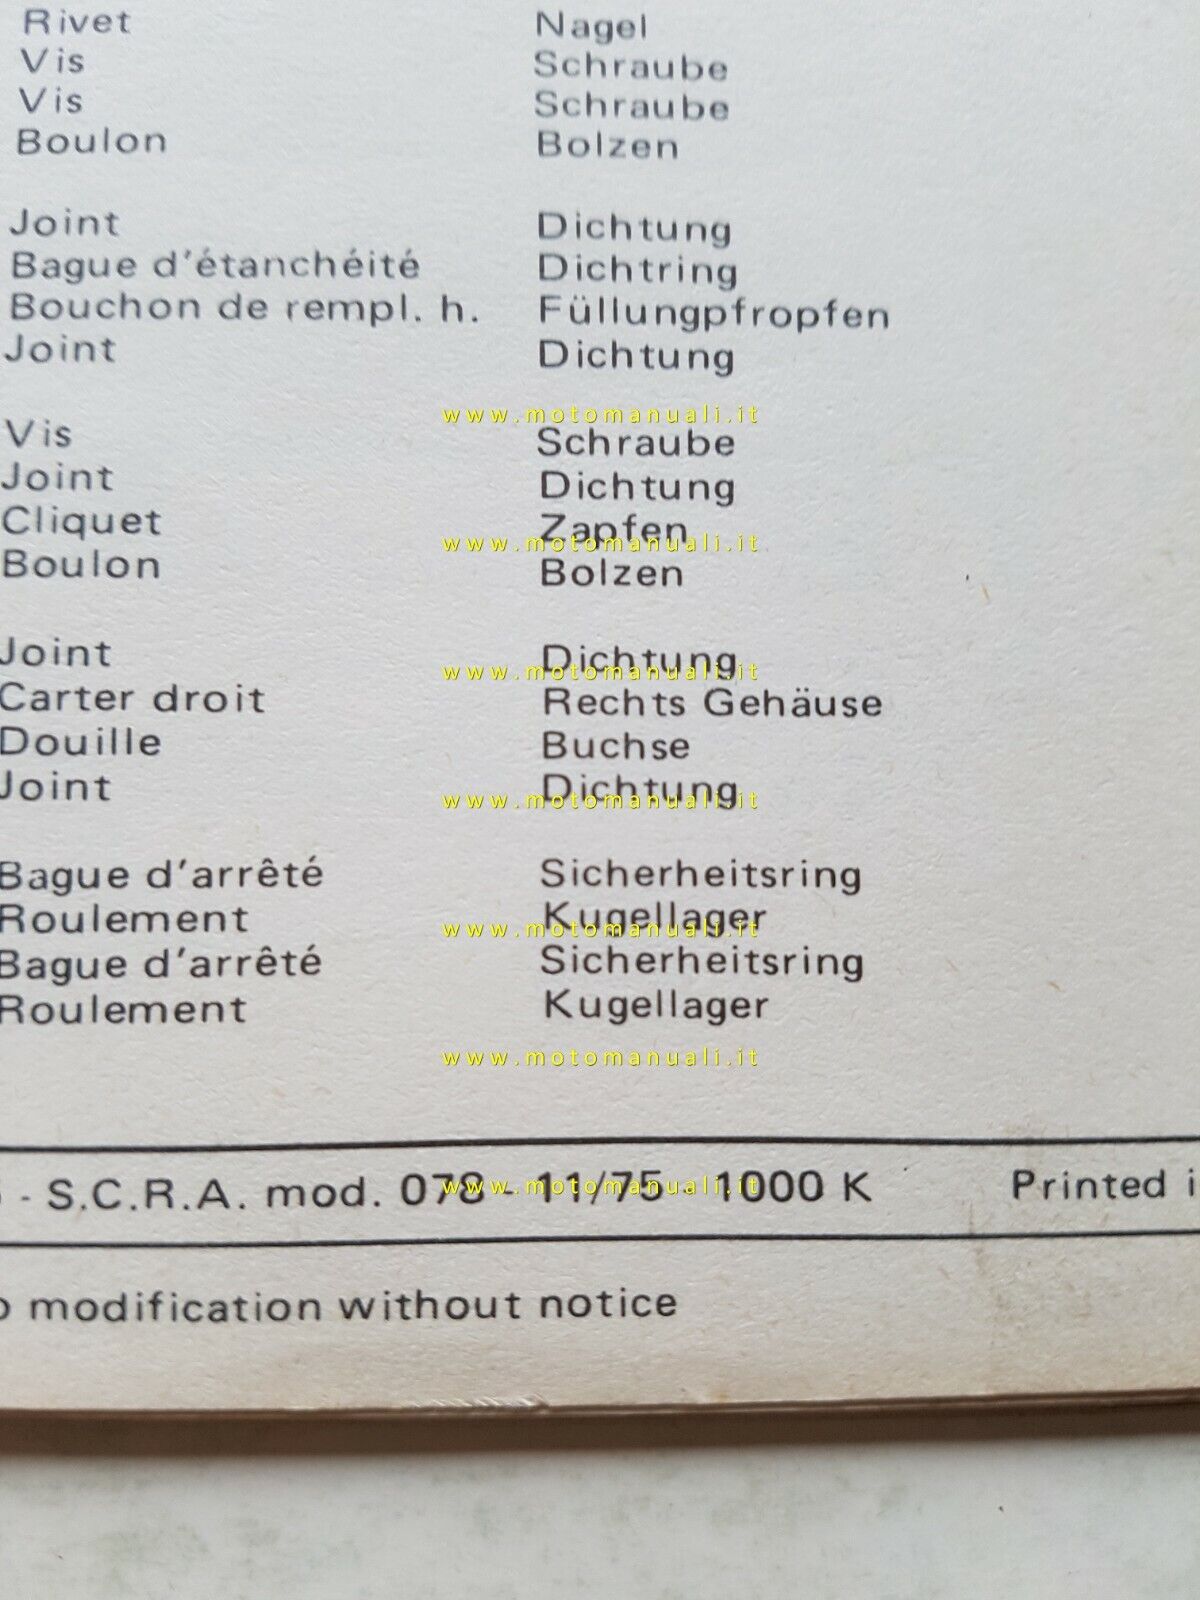 Rivet Nagel
Vis Schraube
Vis Schraube
Boulon Bolzen
Joint Dichtung
Bague d'étanchéité Dichtring
Bouchon de rempl. h. Füllungpfropfen
Joint Dichtung
www.motomanuali.it
Vis Schraube
Joint Dichtung
Cliquet Zapfen
www.motomanuali.it
Boulon Bolzen
Joint Dichtung
www.motomanuali.it
Carter droit Rechts Gehäuse
Douille Buchse
Joint Dichtung
www.motomanuali.it
Bague d'arrêté Sicherheitsring
Roulement Kugellager
www.motomanuali.it
Bague d'arrêté Sicherheitsring
Roulement Kugellager
www.motomanuali.it
- S.C.R.A. mod. 078 - 11/75 - 1000 K Printed i
www.motomanuali.it
modification without notice